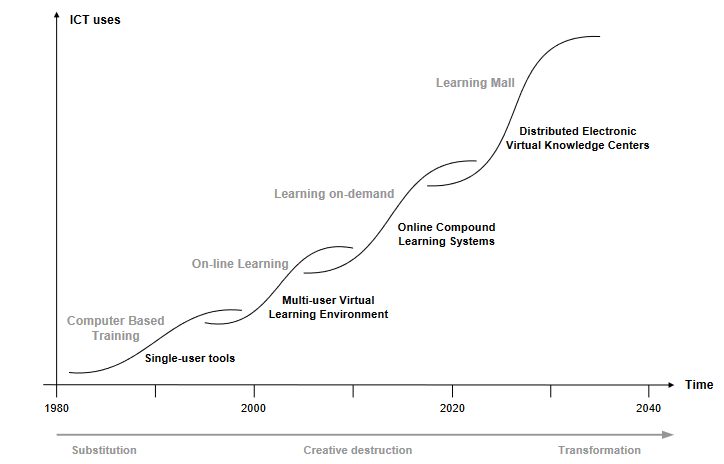 ICT uses
Learning Mall
Distributed Electronic
Virtual Knowledge Centers
Learning on-demand
Online Compound
Learning Systems
On-line Learning
Multi-user Virtual
Learning Environment
Computer Based
Training
Single-user tools
Time
1980 2000 2020 2040
Substitution Creative destruction Transformation